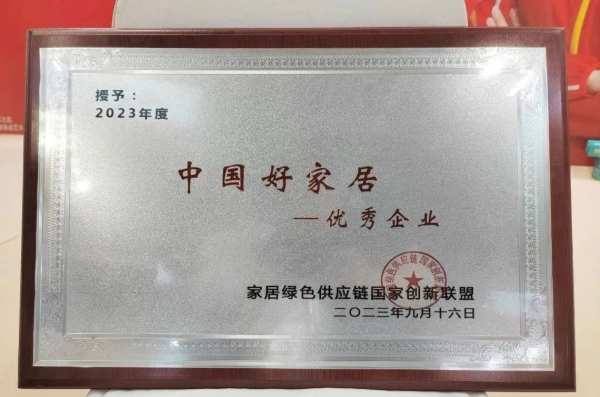 授予：
2023年度
中国好家居
—优秀企业
家居绿色供应链国家创新联盟
二〇二三年九月十六日